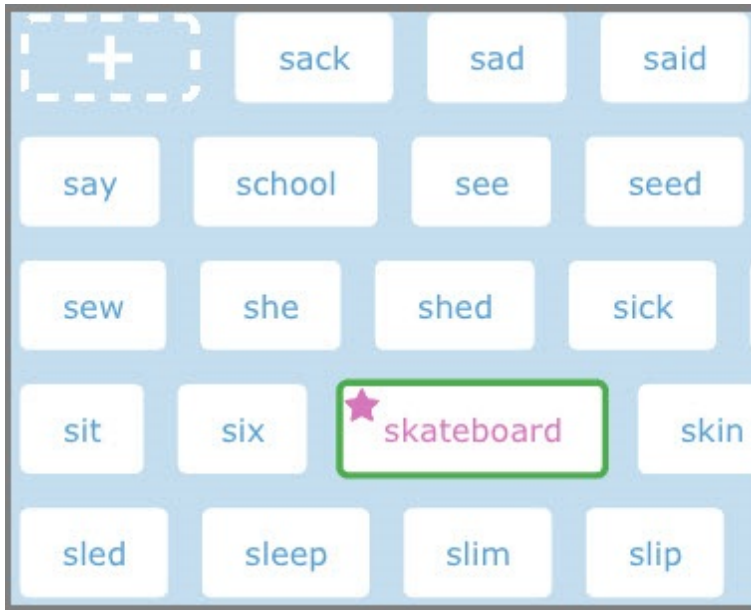 + sack sad said
say school see seed
sew she shed sick
sit six skateboard skin
sled sleep slim slip